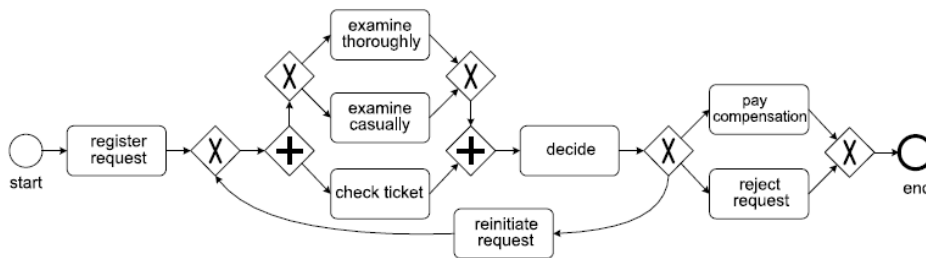 examine
thoroughly
examine
casually
pay
compensation
register
request
decide
start
check ticket
reject
request
end
reinitiate
request